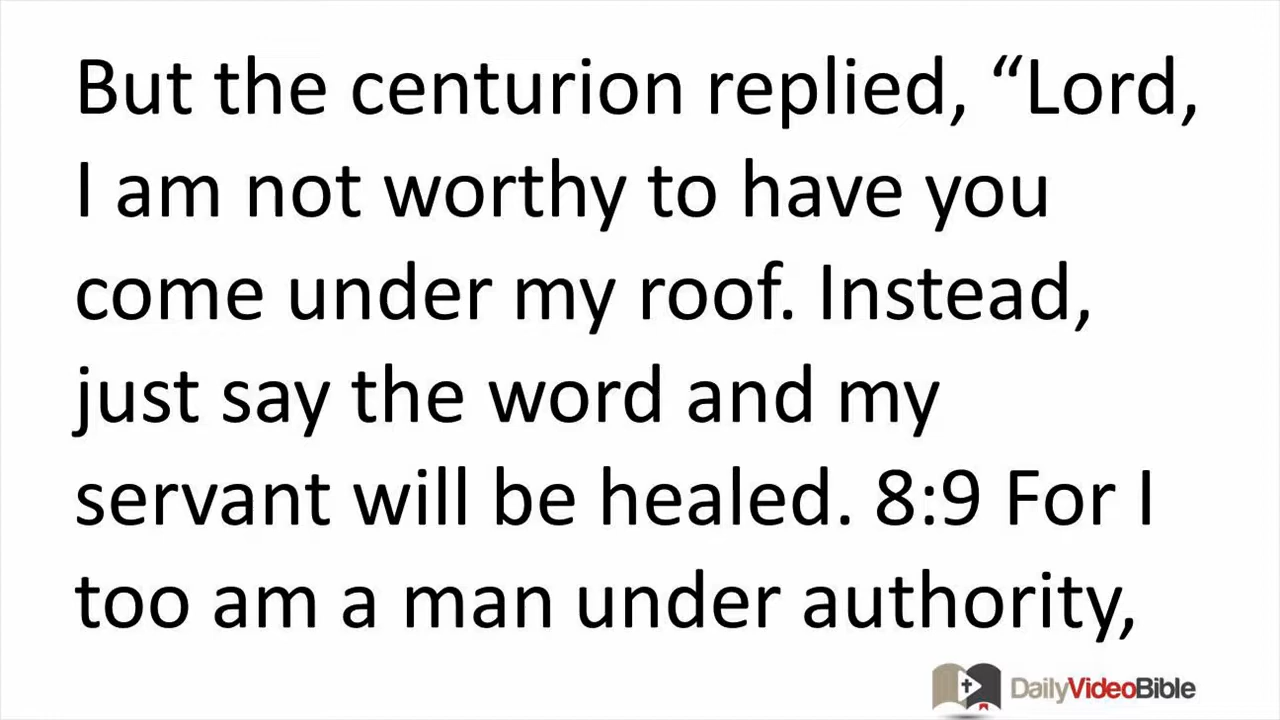 But the centurion replied, “Lord,
I am not worthy to have you
come under my roof. Instead,
just say the word and my
servant will be healed. 8:9 For I
too am a man under authority,
DailyVideoBible